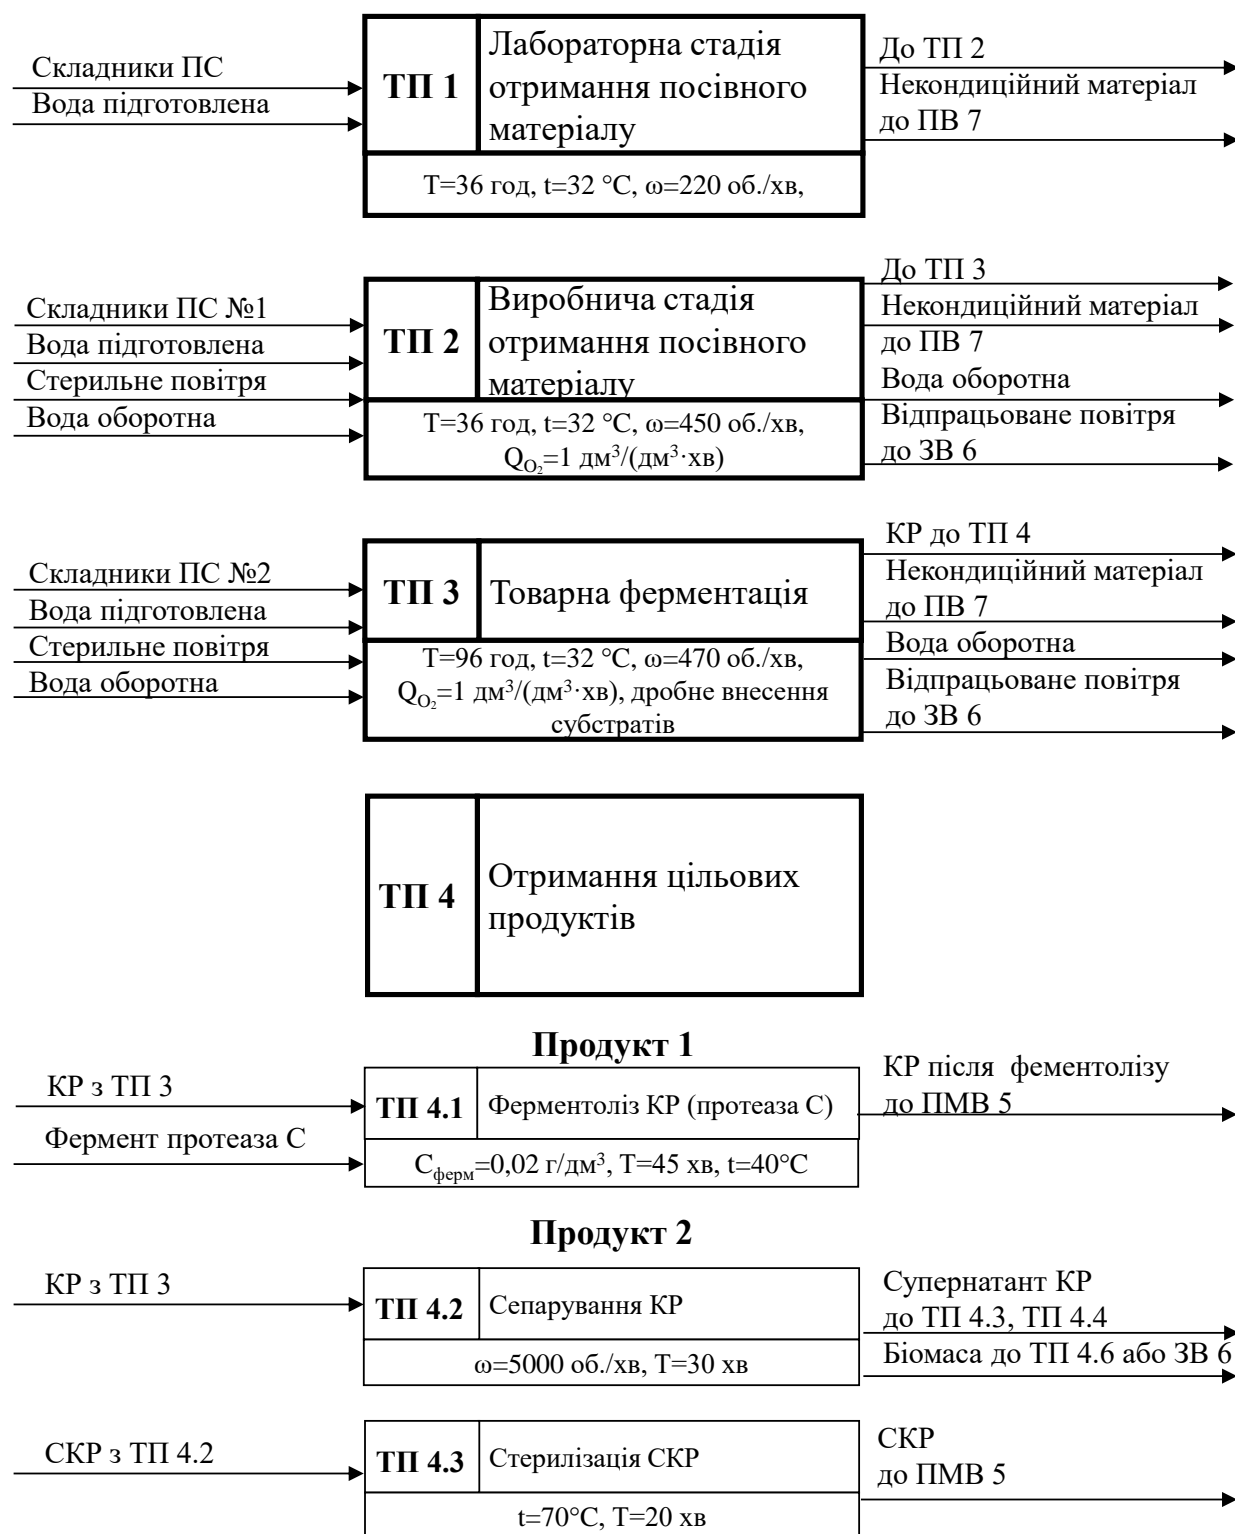 Складники ПС
Вода підготовлена
ТП 1
Лабораторна стадія
отримання посівного
матеріалу
T=36 год, t=32 °C, ω=220 об./хв,
До ТП 2
Некондиційний матеріал
до ПВ 7
Складники ПС №1
Вода підготовлена
Стерильне повітря
Вода оборотна
ТП 2
Виробнича стадія
отримання посівного
матеріалу
T=36 год, t=32 °C, ω=450 об./хв,
Q_O₂=1 дм³/(дм³·хв)
До ТП 3
Некондиційний матеріал
до ПВ 7
Вода оборотна
Відпрацьоване повітря
до ЗВ 6
Складники ПС №2
Вода підготовлена
Стерильне повітря
Вода оборотна
ТП 3
Товарна ферментація
T=96 год, t=32 °C, ω=470 об./хв,
Q_O₂=1 дм³/(дм³·хв), дробне внесення
субстратів
КР до ТП 4
Некондиційний матеріал
до ПВ 7
Вода оборотна
Відпрацьоване повітря
до ЗВ 6
ТП 4
Отримання цільових
продуктів
Продукт 1
КР з ТП 3
Фермент протеаза С
ТП 4.1
Ферментоліз КР (протеаза С)
C_ферм=0,02 г/дм³, T=45 хв, t=40°C
КР після фементолізу
до ПМВ 5
Продукт 2
КР з ТП 3
ТП 4.2
Сепарування КР
ω=5000 об./хв, T=30 хв
Супернатант КР
до ТП 4.3, ТП 4.4
Біомаса до ТП 4.6 або ЗВ 6
СКР з ТП 4.2
ТП 4.3
Стерилізація СКР
t=70°C, T=20 хв
СКР
до ПМВ 5